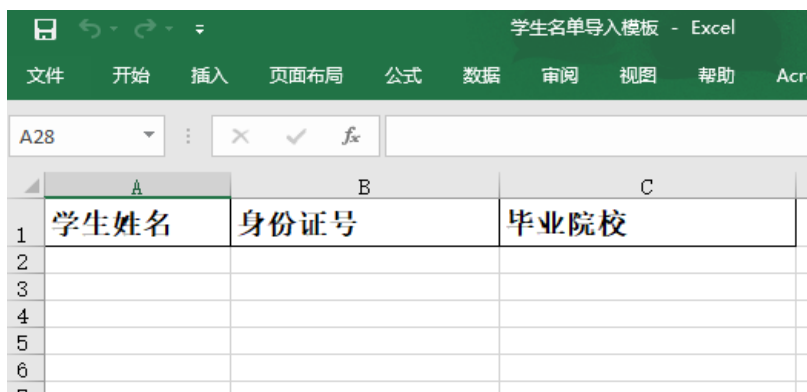 学生名单导入模板 - Excel
文件 开始 插入 页面布局 公式 数据 审阅 视图 帮助
A28 fx
A B C
1 学生姓名 身份证号 毕业院校
2
3
4
5
6